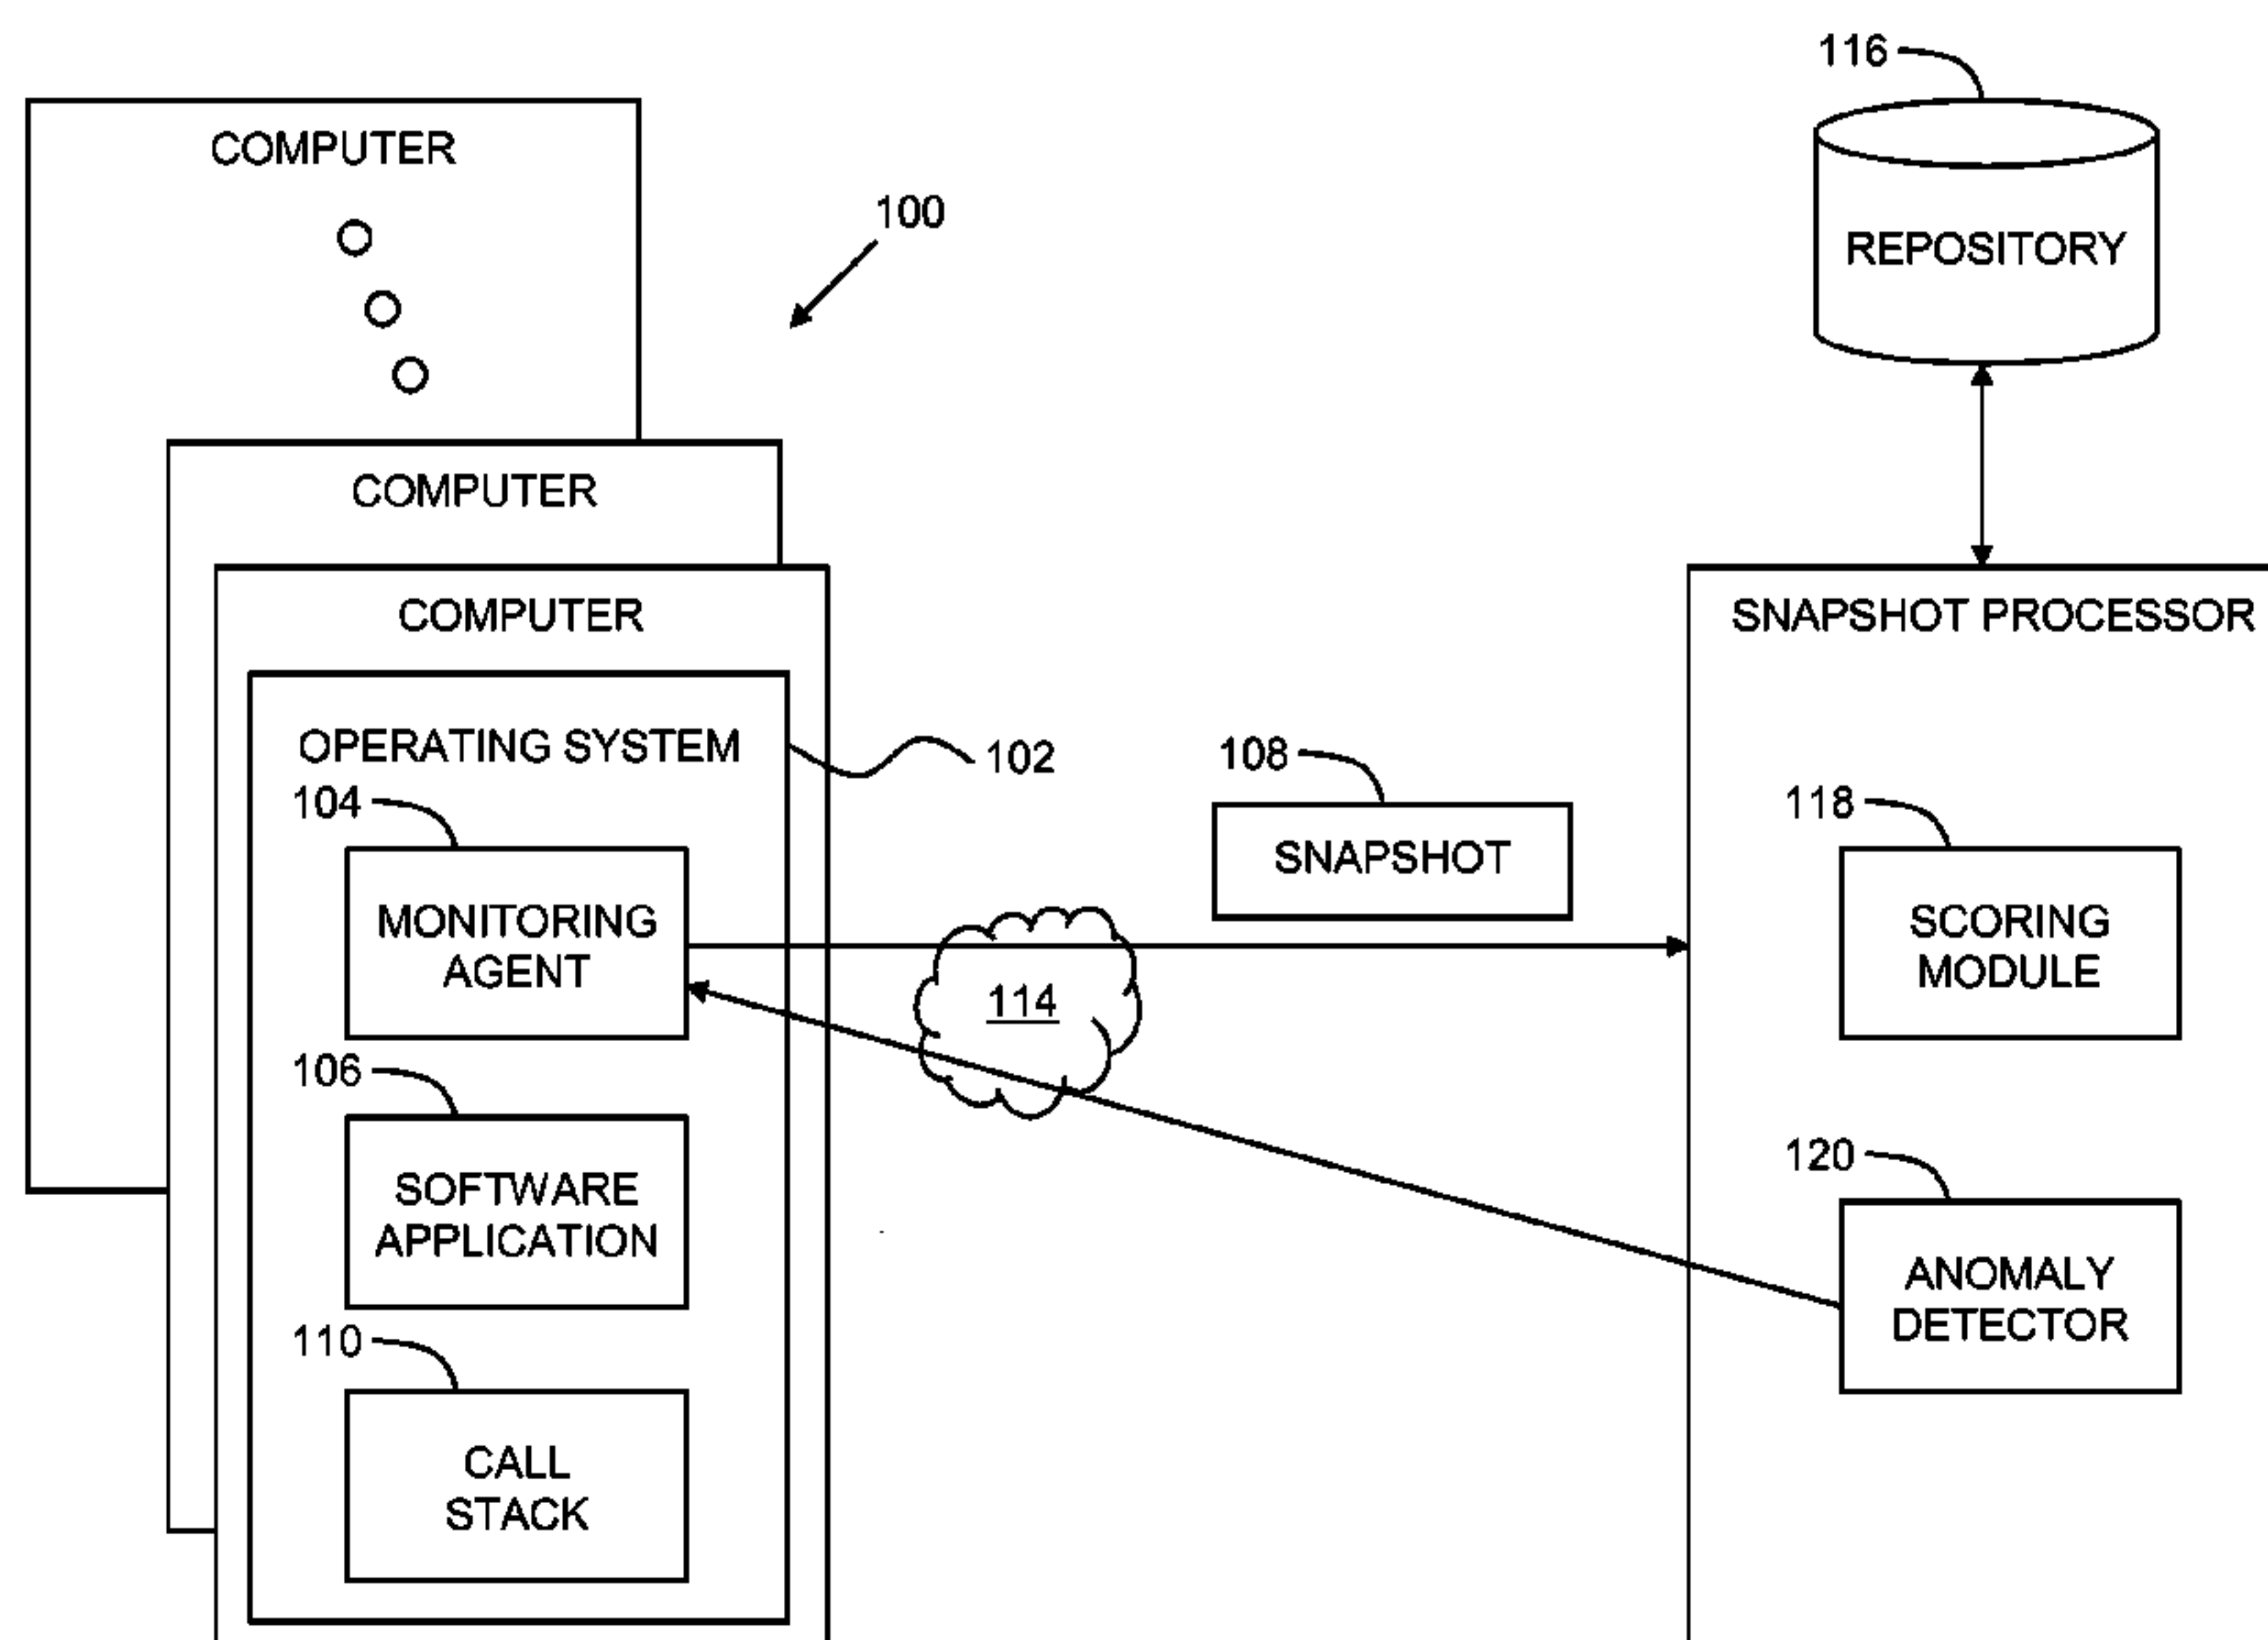 116
COMPUTER
100
REPOSITORY
COMPUTER
COMPUTER
SNAPSHOT PROCESSOR
OPERATING SYSTEM
102
108
104
118
SNAPSHOT
MONITORING
AGENT
SCORING
MODULE
114
106
120
SOFTWARE
APPLICATION
ANOMALY
DETECTOR
110
CALL
STACK